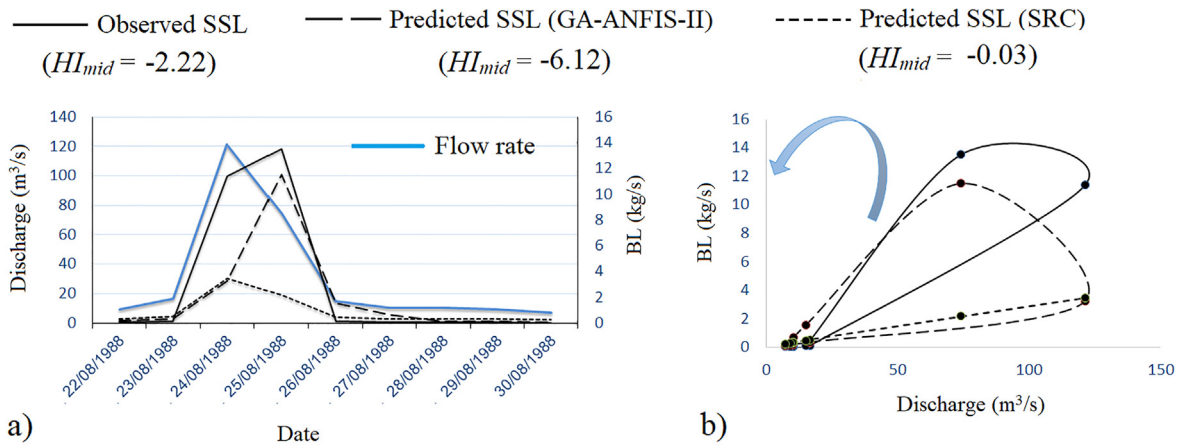 Observed SSL
Predicted SSL (GA-ANFIS-II)
Predicted SSL (SRC)
(HImid = -2.22)
(HImid = -6.12)
(HImid = -0.03)
Flow rate
Discharge (m³/s)
140
120
100
80
60
40
20
0
BL (kg/s)
16
14
12
10
8
6
4
2
0
22/08/1988
23/08/1988
24/08/1988
25/08/1988
26/08/1988
27/08/1988
28/08/1988
29/08/1988
30/08/1988
Date
a)
BL (kg/s)
16
14
12
10
8
6
4
2
0
0
50
100
150
Discharge (m³/s)
b)